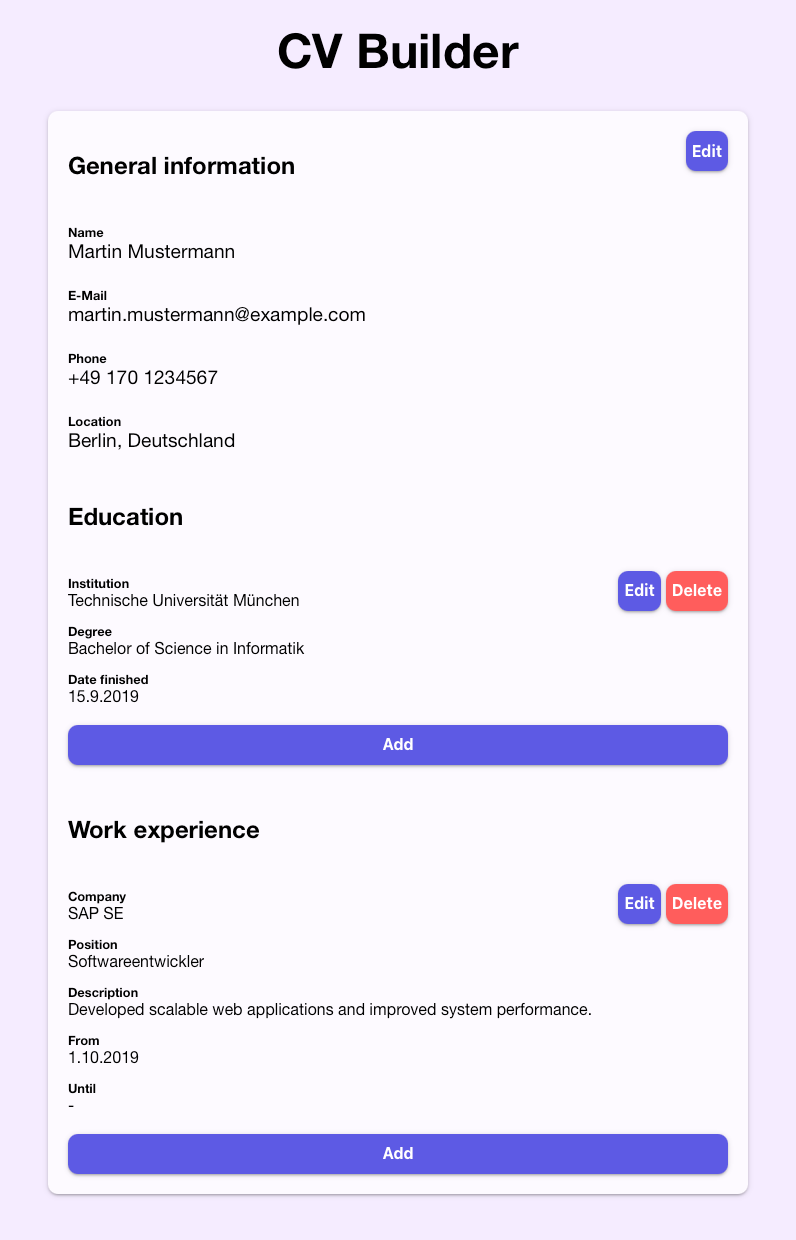 CV Builder
General information
Edit
Name
Martin Mustermann
E-Mail
martin.mustermann@example.com
Phone
+49 170 1234567
Location
Berlin, Deutschland
Education
Institution
Technische Universität München
Edit
Delete
Degree
Bachelor of Science in Informatik
Date finished
15.9.2019
Add
Work experience
Company
SAP SE
Edit
Delete
Position
Softwareentwickler
Description
Developed scalable web applications and improved system performance.
From
1.10.2019
Until
-
Add